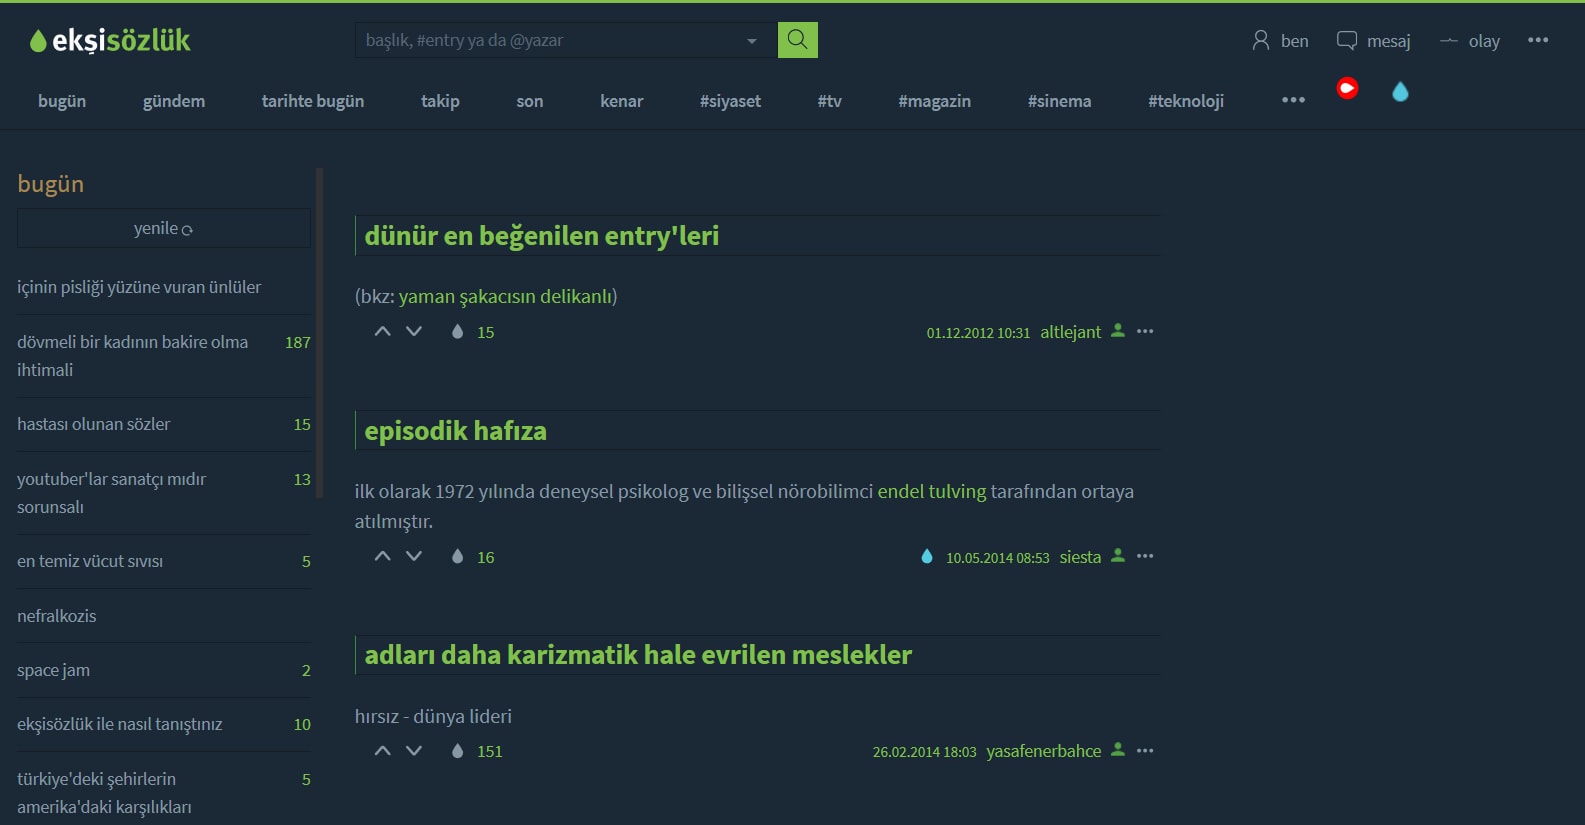 ekşisözlük
başlık, #entry ya da @yazar
ben
mesaj
olay
bugün
gündem
tarihte bugün
takip
son
kenar
#siyaset
#tv
#magazin
#sinema
#teknoloji
bugün
yenile
içinin pisliği yüzüne vuran ünlüler
dövmeli bir kadının bakire olma 187
ihtimali
hastası olunan sözler 15
youtuber'lar sanatçı mıdır 13
sorunsalı
en temiz vücut sıvısı 5
nefralkozis
space jam 2
ekşisözlük ile nasıl tanıştınız 10
türkiye'deki şehirlerin 5
amerika'daki karşılıkları
dünür en beğenilen entry'leri
(bkz: yaman şakacısın delikanlı)
15
01.12.2012 10:31 altlejant
episodik hafıza
ilk olarak 1972 yılında deneysel psikolog ve bilişsel nörobilimci endel tulving tarafından ortaya
atılmıştır.
16
10.05.2014 08:53 siesta
adları daha karizmatik hale evrilen meslekler
hırsız - dünya lideri
151
26.02.2014 18:03 yasafenerbahce